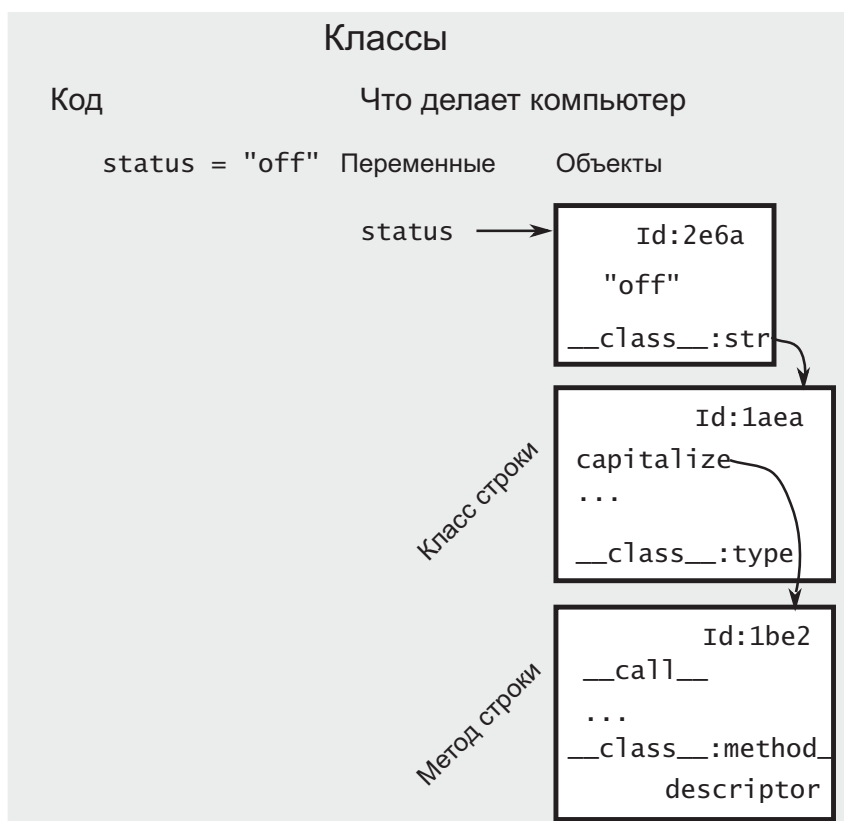 Классы
Код
Что делает компьютер
status = "off"
Переменные
Объекты
status
Id:2e6a
"off"
__class__:str
Id:1aea
capitalize
...
__class__:type
Класс строки
Id:1be2
__call__
...
__class__:method_
descriptor
Метод строки